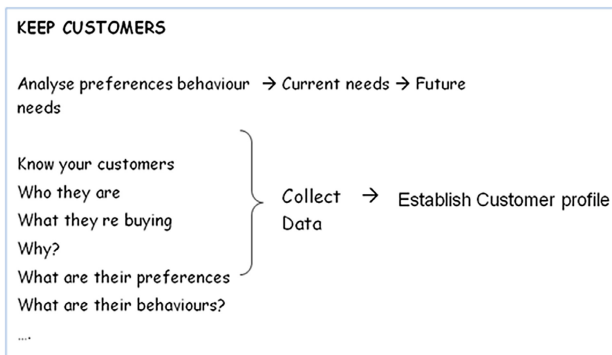 KEEP CUSTOMERS
Analyse preferences behaviour → Current needs → Future
needs
Know your customers
Who they are
What they re buying
Why?
What are their preferences
What are their behaviours?
....
Collect → Establish Customer profile
Data